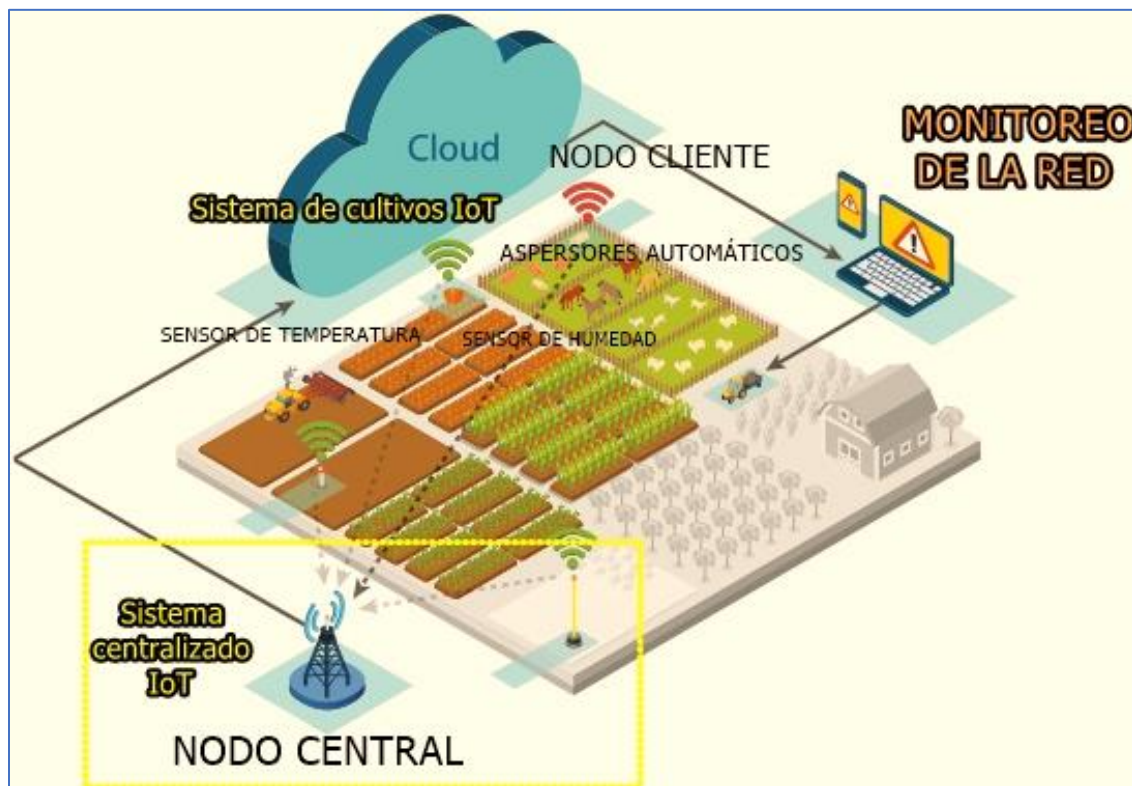 Cloud
NODO CLIENTE
MONITOREO
DE LA RED
Sistema de cultivos IoT
ASPERSORES AUTOMÁTICOS
SENSOR DE TEMPERATURA
SENSOR DE HUMEDAD
Sistema
centralizado
IoT
NODO CENTRAL